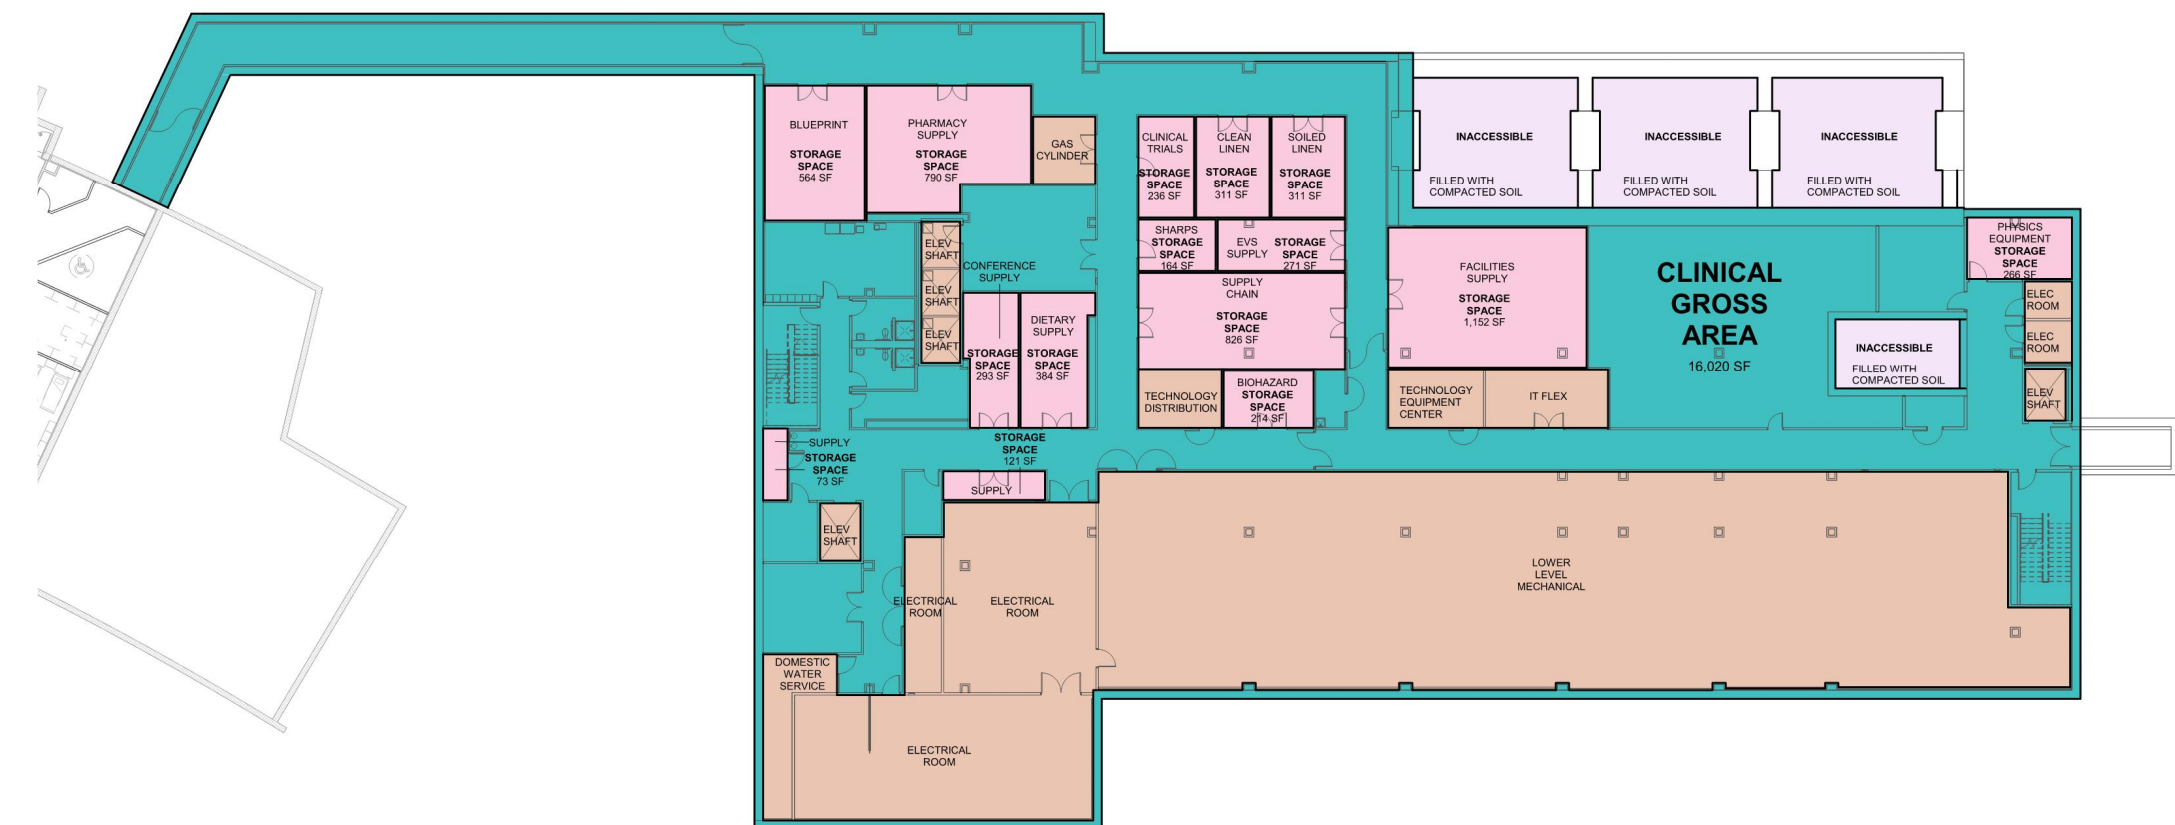 BLUEPRINT
STORAGE
SPACE
564 SF
PHARMACY
SUPPLY
STORAGE
SPACE
790 SF
GAS
CYLINDER
CLINICAL
TRIALS
STORAGE
SPACE
236 SF
CLEAN
LINEN
STORAGE
SPACE
311 SF
SOILED
LINEN
STORAGE
SPACE
311 SF
INACCESSIBLE
FILLED WITH
COMPACTED SOIL
INACCESSIBLE
FILLED WITH
COMPACTED SOIL
INACCESSIBLE
FILLED WITH
COMPACTED SOIL
ELEV
SHAFT
ELEV
SHAFT
ELEV
SHAFT
CONFERENCE
SUPPLY
STORAGE
SPACE
293 SF
DIETARY
SUPPLY
STORAGE
SPACE
384 SF
SHARPS
STORAGE
SPACE
164 SF
EVS
SUPPLY
STORAGE
SPACE
271 SF
SUPPLY
CHAIN
STORAGE
SPACE
826 SF
FACILITIES
SUPPLY
STORAGE
SPACE
1,152 SF
CLINICAL
GROSS
AREA
16,020 SF
PHYSICS
EQUIPMENT
STORAGE
SPACE
266 SF
ELEC
ROOM
ELEC
ROOM
INACCESSIBLE
FILLED WITH
COMPACTED SOIL
ELEV
SHAFT
TECHNOLOGY
DISTRIBUTION
BIOHAZARD
STORAGE
SPACE
214 SF
TECHNOLOGY
EQUIPMENT
CENTER
IT FLEX
SUPPLY
STORAGE
SPACE
73 SF
STORAGE
SPACE
121 SF
SUPPLY
ELEV
SHAFT
ELECTRICAL
ROOM
ELECTRICAL
ROOM
LOWER
LEVEL
MECHANICAL
DOMESTIC
WATER
SERVICE
ELECTRICAL
ROOM